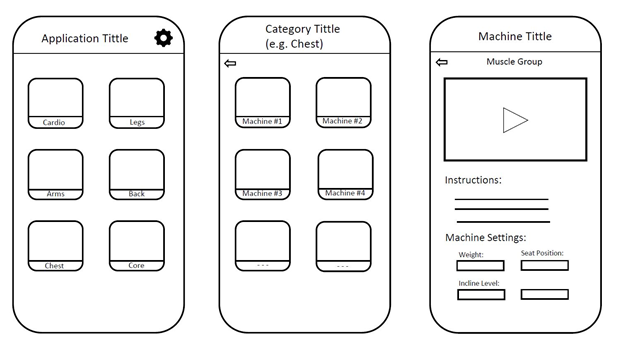 Application Tittle
Cardio
Legs
Arms
Back
Chest
Core
Category Tittle
(e.g. Chest)
Machine #1
Machine #2
Machine #3
Machine #4
- - -
- - -
Machine Tittle
Muscle Group
Instructions:
Machine Settings:
Weight:
Seat Position:
Incline Level: